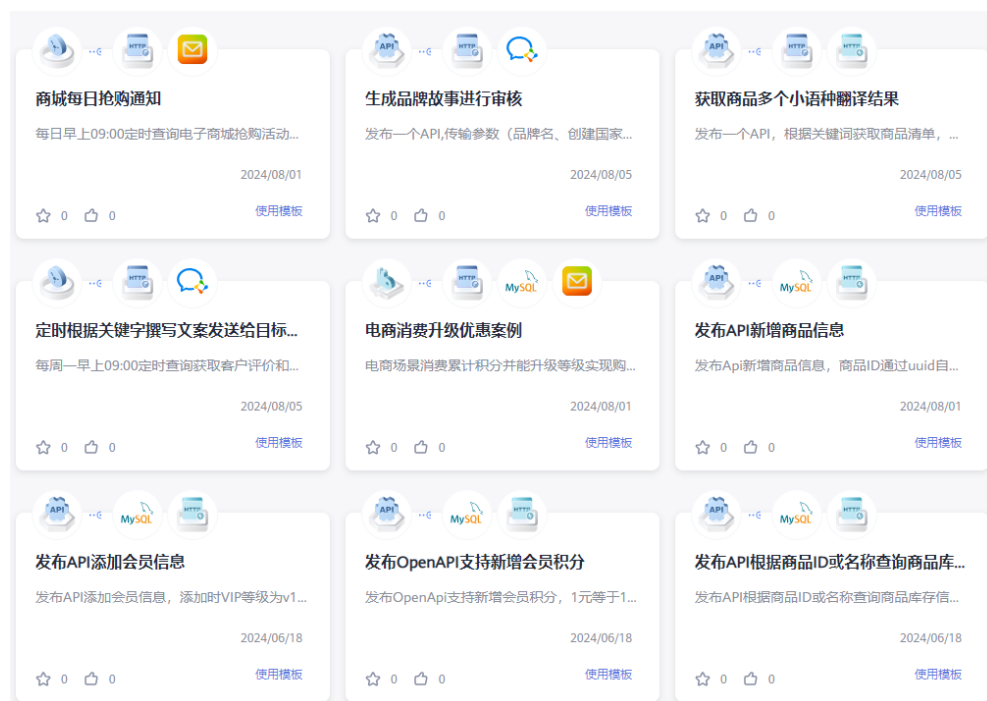 API
HTTP
HTTP
API
HTTP
HTTP
商城每日抢购通知
生成品牌故事进行审核
获取商品多个小语种翻译结果
每日早上09:00定时查询电子商城抢购活动...
发布一个API,传输参数（品牌名、创建国家...
发布一个API，根据关键词获取商品清单，...
2024/08/01
2024/08/05
2024/08/05
0
0
使用模板
0
0
使用模板
0
0
使用模板
HTTP
HTTP
MySQL
API
MySQL
HTTP
定时根据关键字撰写文案发送给目标...
电商消费升级优惠案例
发布API新增商品信息
每周一早上09:00定时查询获取客户评价和...
电商场景消费累计积分并能升级等级实现购...
发布Api新增商品信息，商品ID通过uuid自...
2024/08/05
2024/08/01
2024/08/01
0
0
使用模板
0
0
使用模板
0
0
使用模板
API
MySQL
HTTP
API
MySQL
HTTP
API
MySQL
HTTP
发布API添加会员信息
发布OpenAPI支持新增会员积分
发布API根据商品ID或名称查询商品库...
发布API添加会员信息，添加时VIP等级为v1...
发布OpenApi支持新增会员积分，1元等于1...
发布API根据商品ID或名称查询商品库存信...
2024/06/18
2024/06/18
2024/06/18
0
0
使用模板
0
0
使用模板
0
0
使用模板